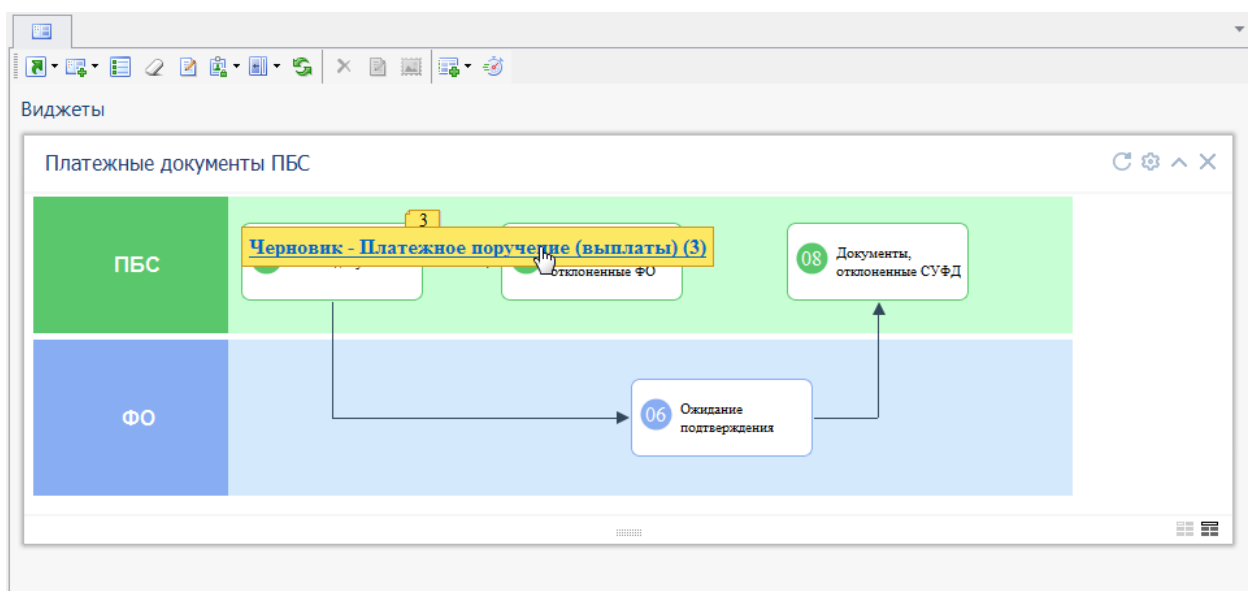 Виджеты
Платежные документы ПБС
3
Черновик - Платежное поручение (выплаты) (3)
ПБС
отклоненные ФО
08 Документы,
отклоненные СУФД
ФО
06 Ожидание
подтверждения